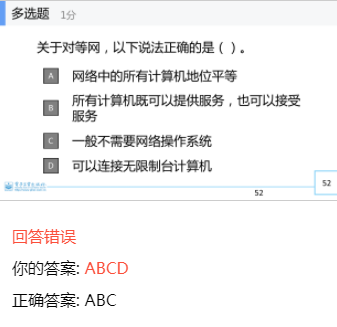 多选题 1分
关于对等网，以下说法正确的是（ ）。
A 网络中的所有计算机地位平等
B 所有计算机既可以提供服务，也可以接受
服务
C 一般不需要网络操作系统
D 可以连接无限制台计算机
52
52
回答错误
你的答案: ABCD
正确答案: ABC